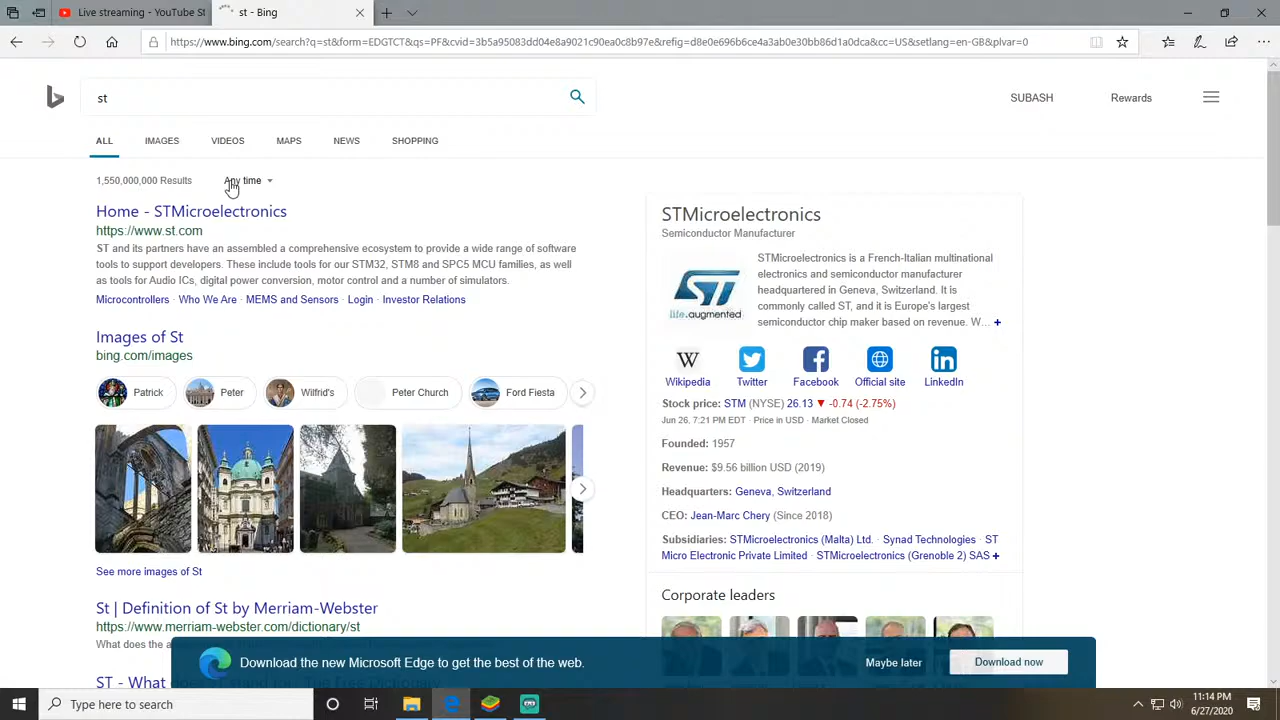 st - Bing
https://www.bing.com/search?q=st&form=EDGTCT&qs=PF&cvid=3b5a95083dd04e8a9021c90ea0c8b97e&refig=d8e0e696b6ce4a3ab0e30bb86d1a0dca&cc=US&setlang=en-GB&plvar=0
st
SUBASH
Rewards
ALL IMAGES VIDEOS MAPS NEWS SHOPPING
1,550,000,000 Results
Any time
Home - STMicroelectronics
https://www.st.com
ST and its partners have an assembled a comprehensive ecosystem to provide a wide range of software
tools to support developers. These include tools for our STM32, STM8 and SPC5 MCU families, as well
as tools for Audio ICs, digital power conversion, motor control and a number of simulators.
Microcontrollers · Who We Are · MEMS and Sensors · Login · Investor Relations
Images of St
bing.com/images
Patrick Peter Wilfrid's Peter Church Ford Fiesta
See more images of St
St | Definition of St by Merriam-Webster
https://www.merriam-webster.com/dictionary/st
What does the
STMicroelectronics
Semiconductor Manufacturer
ST
life.augmented
STMicroelectronics is a French-Italian multinational
electronics and semiconductor manufacturer
headquartered in Geneva, Switzerland. It is
commonly called ST, and it is Europe's largest
semiconductor chip maker based on revenue. W… +
W
in
Wikipedia Twitter Facebook Official site LinkedIn
Stock price: STM (NYSE) 26.13 ▼ -0.74 (-2.75%)
Jun 26, 7:21 PM EDT · Price in USD · Market Closed
Founded: 1957
Revenue: $9.56 billion USD (2019)
Headquarters: Geneva, Switzerland
CEO: Jean-Marc Chery (Since 2018)
Subsidiaries: STMicroelectronics (Malta) Ltd. · Synad Technologies · ST
Micro Electronic Private Limited · STMicroelectronics (Grenoble 2) SAS +
Corporate leaders
Download the new Microsoft Edge to get the best of the web.
Maybe later
Download now
ST - What does ST stand for? The Free Dictionary
Type here to search
11:14 PM
6/27/2020